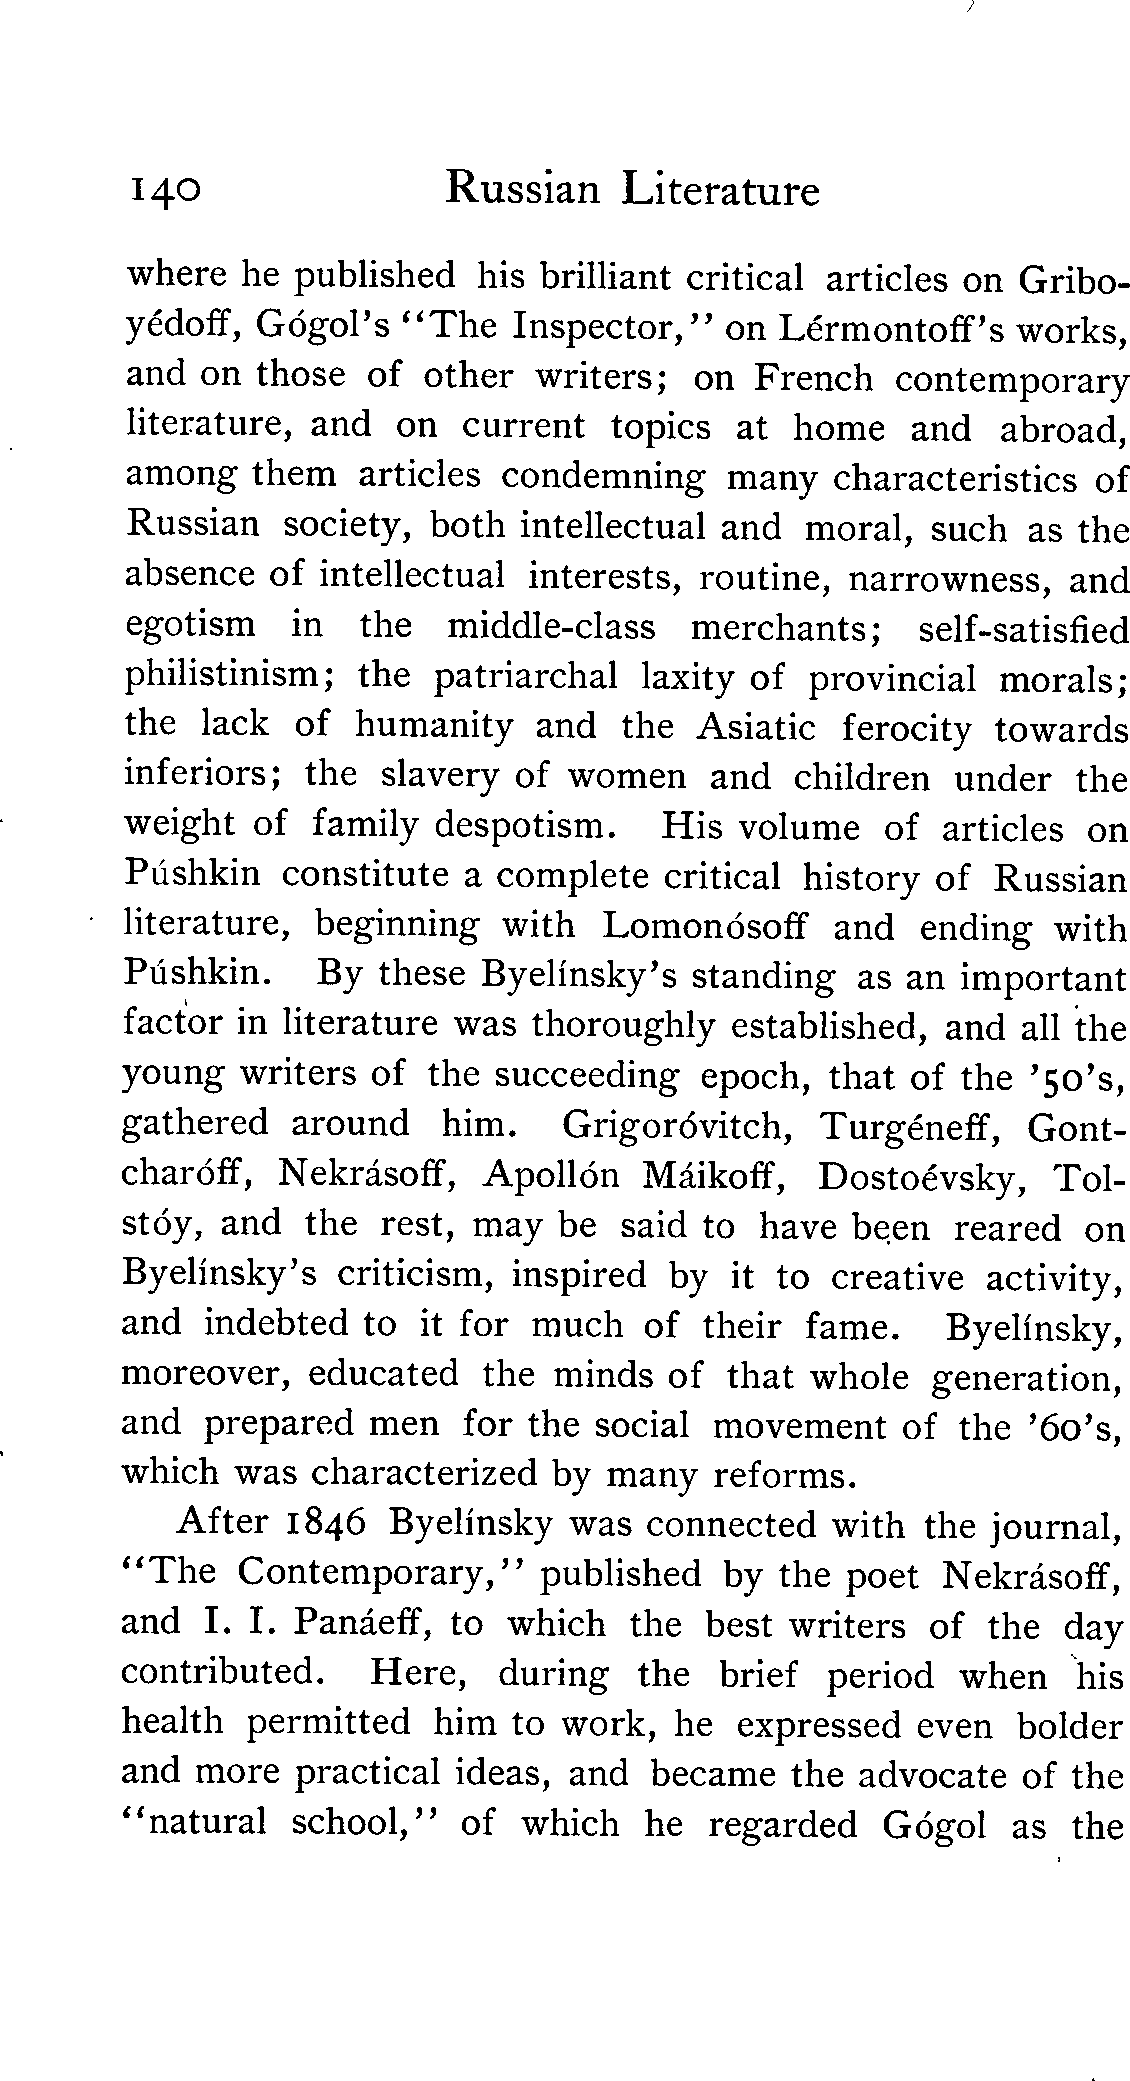 140 Russian Literature
where he published his brilliant critical articles on Gribo-
yédoff, Gógol's "The Inspector," on Lérmontoff's works,
and on those of other writers; on French contemporary
literature, and on current topics at home and abroad,
among them articles condemning many characteristics of
Russian society, both intellectual and moral, such as the
absence of intellectual interests, routine, narrowness, and
egotism in the middle-class merchants; self-satisfied
philistinism; the patriarchal laxity of provincial morals;
the lack of humanity and the Asiatic ferocity towards
inferiors; the slavery of women and children under the
weight of family despotism. His volume of articles on
Púshkin constitute a complete critical history of Russian
literature, beginning with Lomonósoff and ending with
Púshkin. By these Byelínsky's standing as an important
factor in literature was thoroughly established, and all the
young writers of the succeeding epoch, that of the '50's,
gathered around him. Grigoróvitch, Turgéneff, Gont-
charóff, Nekrásoff, Apollón Máikoff, Dostoévsky, Tol-
stóy, and the rest, may be said to have been reared on
Byelínsky's criticism, inspired by it to creative activity,
and indebted to it for much of their fame. Byelínsky,
moreover, educated the minds of that whole generation,
and prepared men for the social movement of the '60's,
which was characterized by many reforms.
After 1846 Byelínsky was connected with the journal,
"The Contemporary," published by the poet Nekrásoff,
and I. I. Panáeff, to which the best writers of the day
contributed. Here, during the brief period when his
health permitted him to work, he expressed even bolder
and more practical ideas, and became the advocate of the
"natural school," of which he regarded Gógol as the